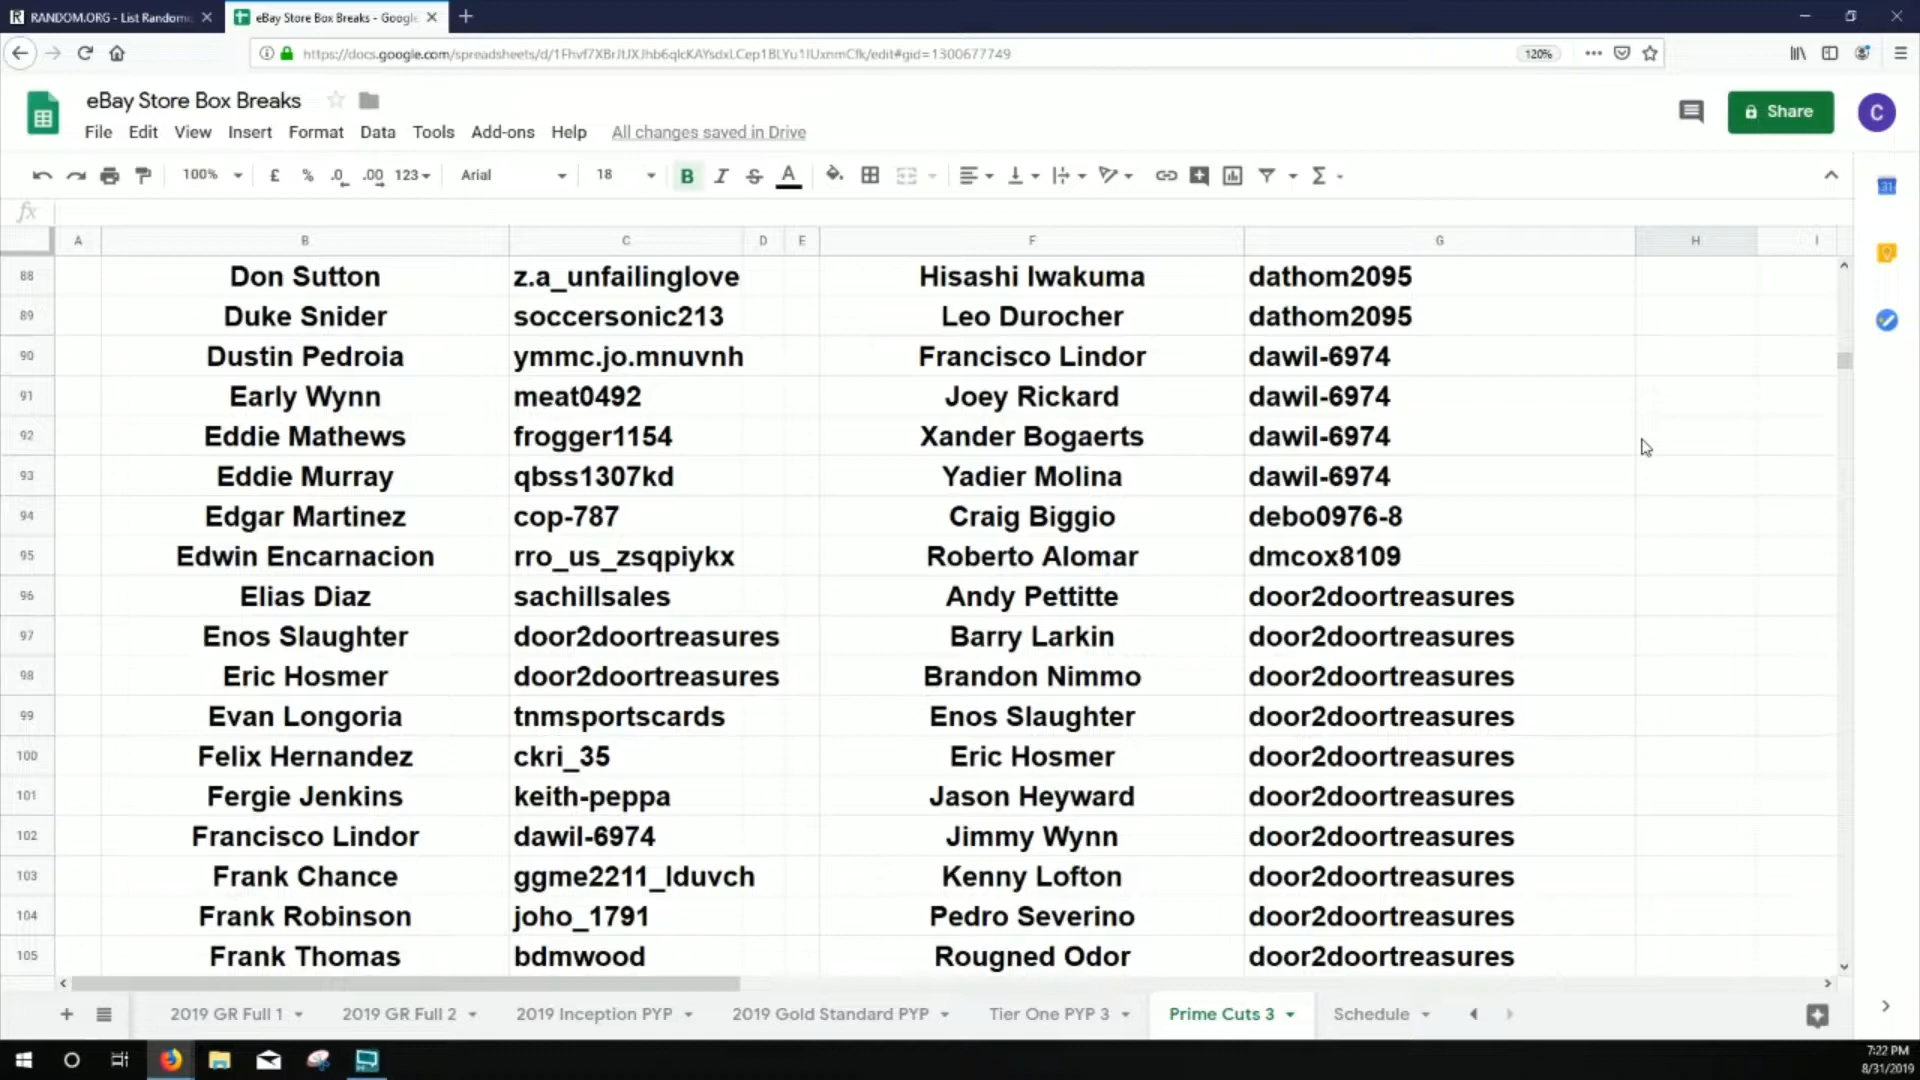 RANDOM.ORG - List Randomi
eBay Store Box Breaks - Google
https://docs.google.com/spreadsheets/d/1Fhvf7XBrJtJXJhb6qlcKAYsdxLCep1BLYu1IUxnmCfk/edit#gid=1300677749
120%
eBay Store Box Breaks
File Edit View Insert Format Data Tools Add-ons Help All changes saved in Drive
Share
C
100% £ % .0 .00 123 Arial 18 B I S A Σ
31
fx
A B C D E F G H I
88 Don Sutton z.a_unfailinglove Hisashi Iwakuma dathom2095
89 Duke Snider soccersonic213 Leo Durocher dathom2095
90 Dustin Pedroia ymmc.jo.mnuvnh Francisco Lindor dawil-6974
91 Early Wynn meat0492 Joey Rickard dawil-6974
92 Eddie Mathews frogger1154 Xander Bogaerts dawil-6974
93 Eddie Murray qbss1307kd Yadier Molina dawil-6974
94 Edgar Martinez cop-787 Craig Biggio debo0976-8
95 Edwin Encarnacion rro_us_zsqpiykx Roberto Alomar dmcox8109
96 Elias Diaz sachillsales Andy Pettitte door2doortreasures
97 Enos Slaughter door2doortreasures Barry Larkin door2doortreasures
98 Eric Hosmer door2doortreasures Brandon Nimmo door2doortreasures
99 Evan Longoria tnmsportscards Enos Slaughter door2doortreasures
100 Felix Hernandez ckri_35 Eric Hosmer door2doortreasures
101 Fergie Jenkins keith-peppa Jason Heyward door2doortreasures
102 Francisco Lindor dawil-6974 Jimmy Wynn door2doortreasures
103 Frank Chance ggme2211_lduvch Kenny Lofton door2doortreasures
104 Frank Robinson joho_1791 Pedro Severino door2doortreasures
105 Frank Thomas bdmwood Rougned Odor door2doortreasures
2019 GR Full 1 2019 GR Full 2 2019 Inception PYP 2019 Gold Standard PYP Tier One PYP 3 Prime Cuts 3 Schedule
7:22 PM
8/31/2019